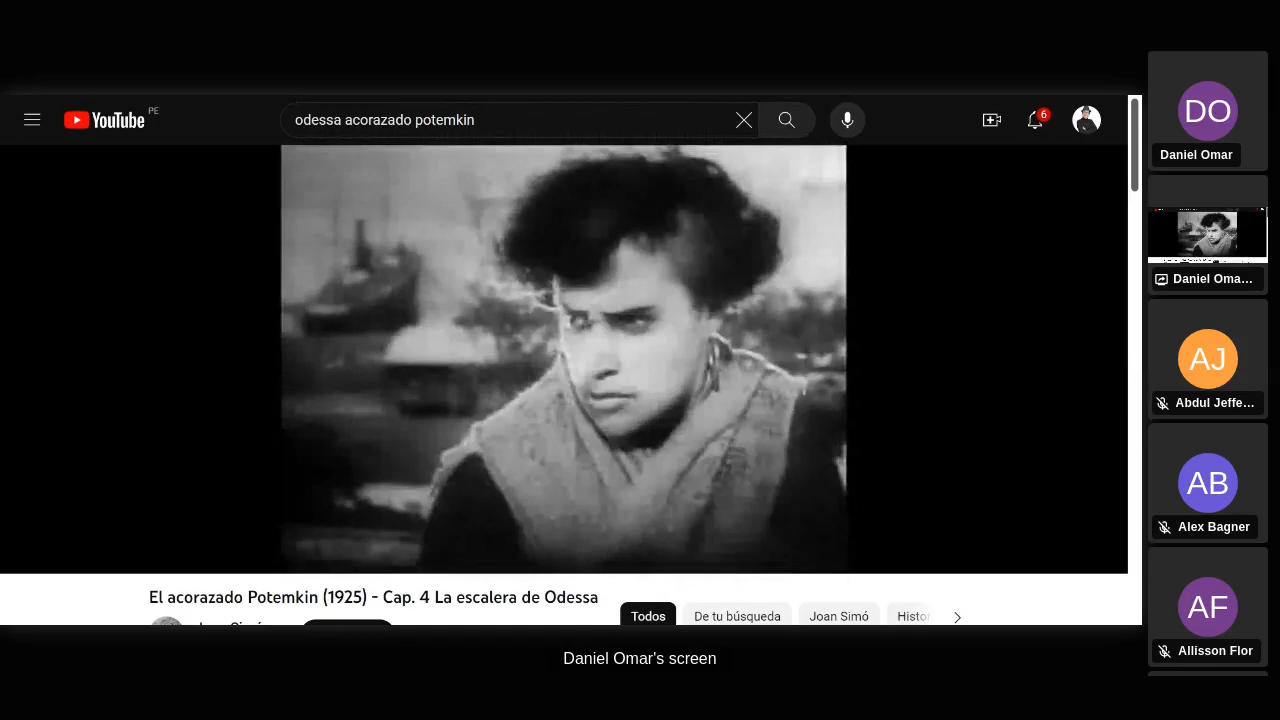 YouTube PE
odessa acorazado potemkin
6
El acorazado Potemkin (1925) - Cap. 4 La escalera de Odessa
Todos
De tu búsqueda
Joan Simó
Histor
Daniel Omar's screen
DO
Daniel Omar
Daniel Oma...
AJ
Abdul Jeffe...
AB
Alex Bagner
AF
Allisson Flor